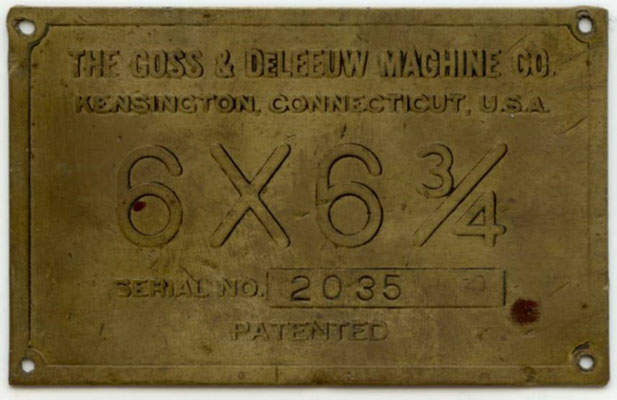 THE GOSS & DELEEUW MACHINE CO.
KENSINGTON, CONNECTICUT, U.S.A.
6 X 6 3/4
SERIAL NO. 2035
PATENTED